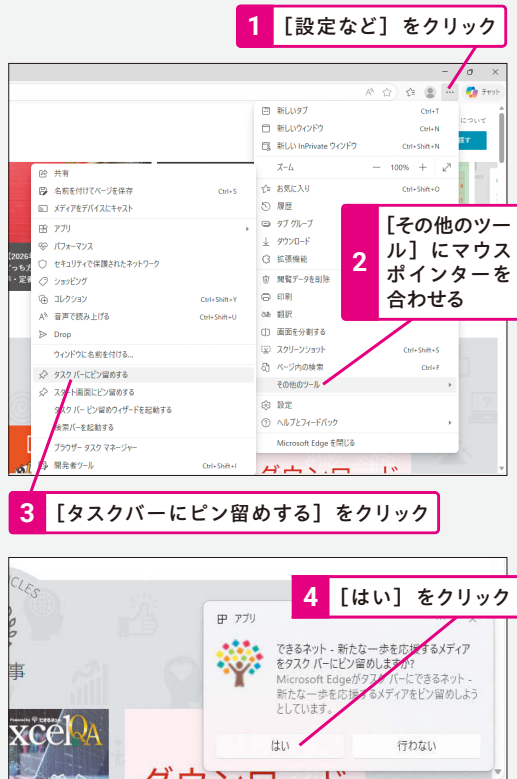 1 [設定など] をクリック
チャット
新しいタブ Ctrl+T
新しいウィンドウ Ctrl+N
新しい InPrivate ウィンドウ Ctrl+Shift+N
ズーム － 100% ＋
お気に入り Ctrl+Shift+O
履歴
タブ グループ
ダウンロード
拡張機能
閲覧データを削除
印刷
翻訳
画面を分割する
スクリーンショット Ctrl+Shift+S
ページ内の検索 Ctrl+F
その他のツール
設定
ヘルプとフィードバック
Microsoft Edge を閉じる
について
共有
名前を付けてページを保存 Ctrl+S
メディアをデバイスにキャスト
アプリ
パフォーマンス
セキュリティで保護されたネットワーク
ショッピング
コレクション Ctrl+Shift+Y
音声で読み上げる Ctrl+Shift+U
Drop
ウィンドウに名前を付ける...
タスク バーにピン留めする
スタート画面にピン留めする
タスク バー ピン留めウィザードを起動する
検索バーを起動する
ブラウザー タスク マネージャー
開発者ツール Ctrl+Shift+I
2 [その他のツー
ル] にマウス
ポインターを
合わせる
ダウンロード
3 [タスクバーにピン留めする] をクリック
4 [はい] をクリック
アプリ
できるネット - 新たな一歩を応援するメディア
をタスク バーにピン留めしますか?
Microsoft Edgeがタスク バーにできるネット -
新たな一歩を応援するメディアをピン留めしよう
としています。
はい 行わない
事
ExcelQA
ダウンロード